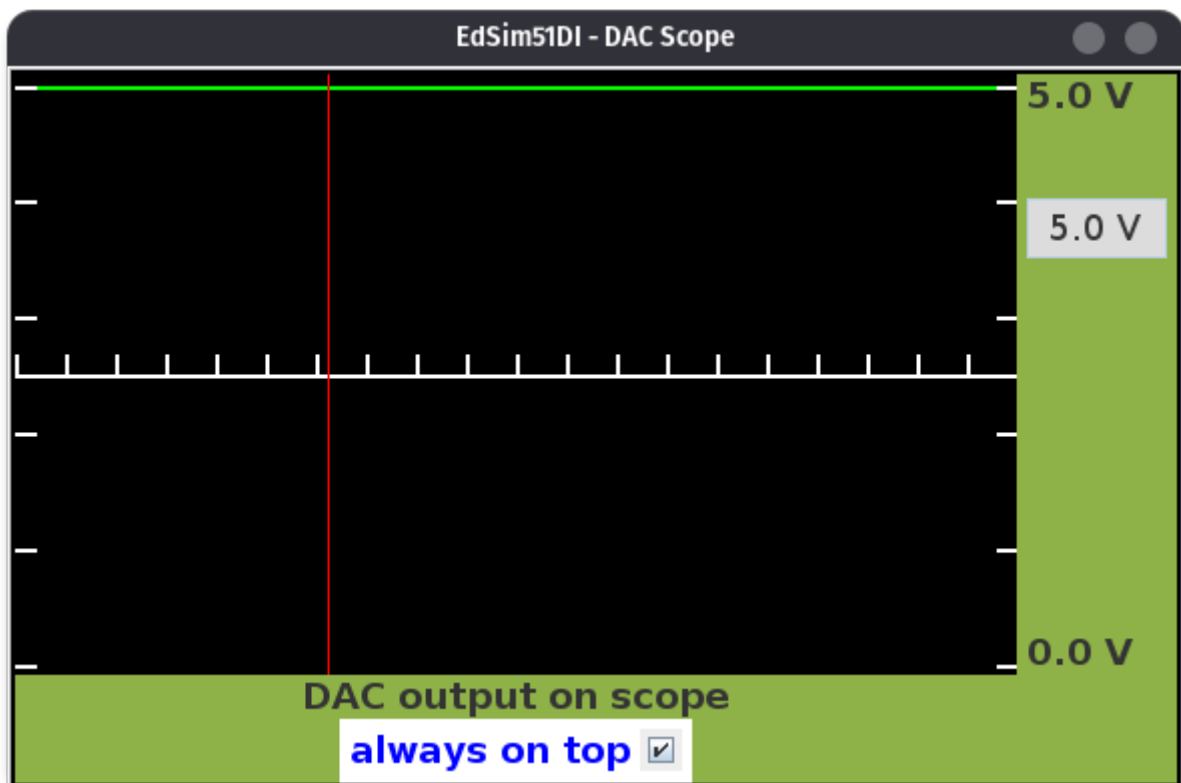 EdSim51DI - DAC Scope
5.0 V
5.0 V
0.0 V
DAC output on scope
always on top